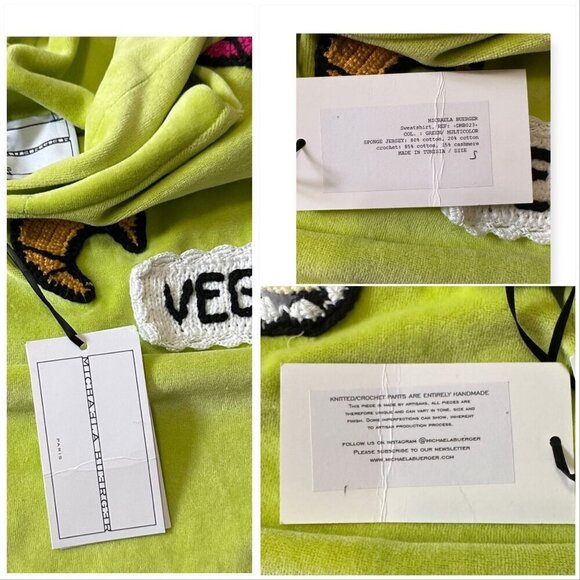 VEG
MICHAELA BUERGER
PARIS
MICHAELA BUERGER
Sweatshirt, REF: -SMB023-
COL. : GREEN/ MULTICOLOR
SPONGE JERSEY: 80% cotton, 20% cotton
crochet: 85% cotton, 15% cashmere
MADE IN TUNISIA / SIZE
S
KNITTED/CROCHET PARTS ARE ENTIRELY HANDMADE
THIS PIECE IS MADE BY ARTISANS, ALL PIECES ARE
THEREFORE UNIQUE AND CAN VARY IN TONE, SIZE AND
FINISH. SOME IMPERFECTIONS CAN SHOW, INHERENT
TO ARTISAN PRODUCTION PROCESS.
FOLLOW US ON INSTAGRAM @MICHAELABUERGER
PLEASE SUBSCRIBE TO OUR NEWSLETTER
WWW.MICHAELABUERGER.COM